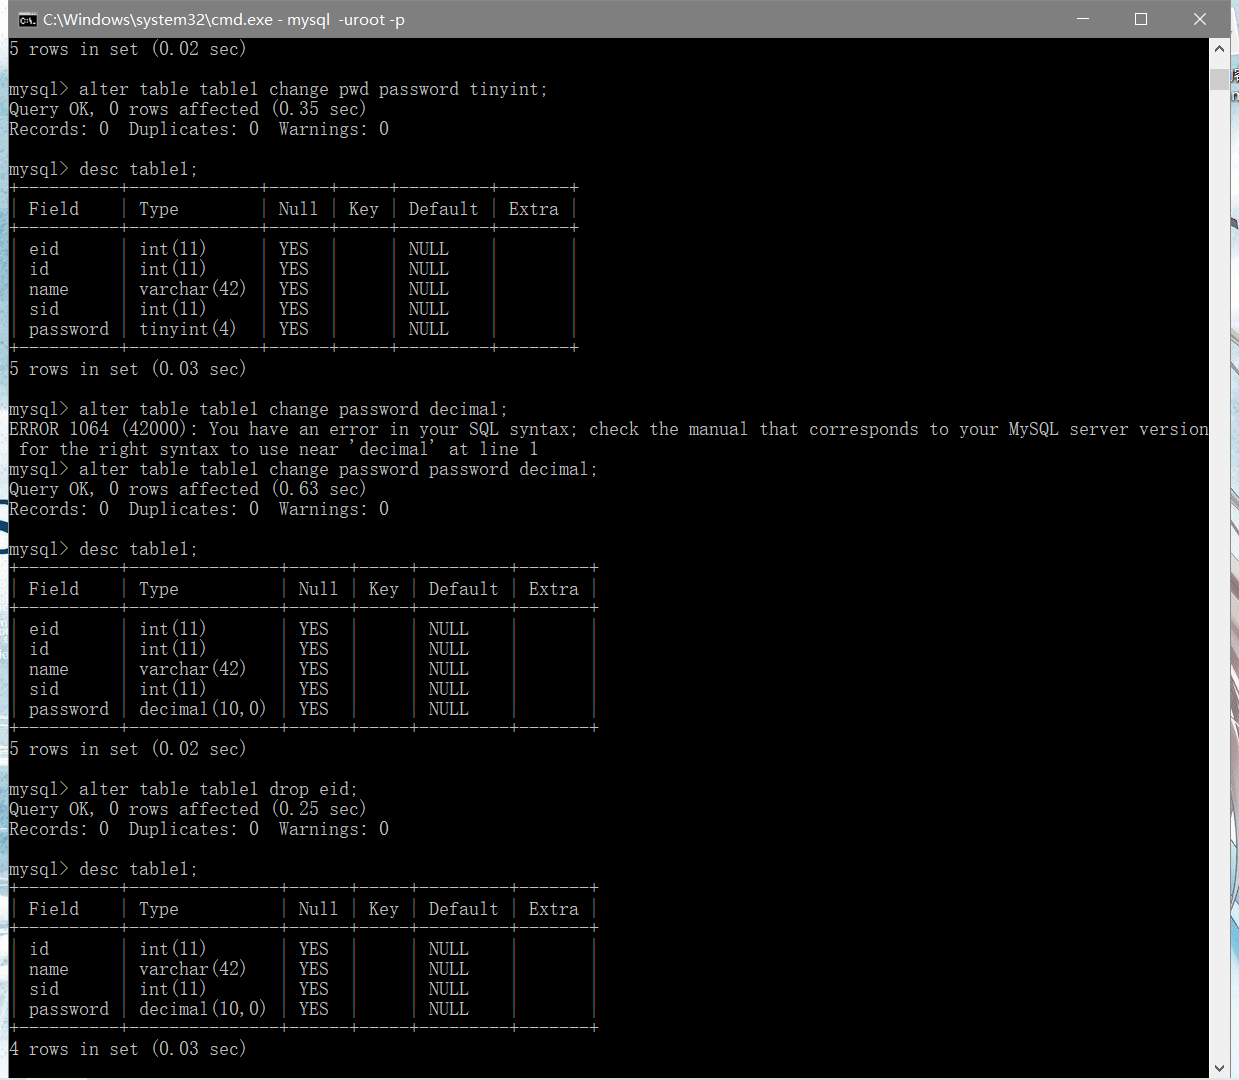 C:\Windows\system32\cmd.exe - mysql  -uroot -p
5 rows in set (0.02 sec)
mysql> alter table table1 change pwd password tinyint;
Query OK, 0 rows affected (0.35 sec)
Records: 0  Duplicates: 0  Warnings: 0
mysql> desc table1;
+----------+-------------+------+-----+---------+-------+
| Field    | Type        | Null | Key | Default | Extra |
+----------+-------------+------+-----+---------+-------+
| eid      | int(11)     | YES  |     | NULL    |       |
| id       | int(11)     | YES  |     | NULL    |       |
| name     | varchar(42) | YES  |     | NULL    |       |
| sid      | int(11)     | YES  |     | NULL    |       |
| password | tinyint(4)  | YES  |     | NULL    |       |
+----------+-------------+------+-----+---------+-------+
5 rows in set (0.03 sec)
mysql> alter table table1 change password decimal;
ERROR 1064 (42000): You have an error in your SQL syntax; check the manual that corresponds to your MySQL server version
 for the right syntax to use near 'decimal' at line 1
mysql> alter table table1 change password password decimal;
Query OK, 0 rows affected (0.63 sec)
Records: 0  Duplicates: 0  Warnings: 0
mysql> desc table1;
+----------+---------------+------+-----+---------+-------+
| Field    | Type          | Null | Key | Default | Extra |
+----------+---------------+------+-----+---------+-------+
| eid      | int(11)       | YES  |     | NULL    |       |
| id       | int(11)       | YES  |     | NULL    |       |
| name     | varchar(42)   | YES  |     | NULL    |       |
| sid      | int(11)       | YES  |     | NULL    |       |
| password | decimal(10,0) | YES  |     | NULL    |       |
+----------+---------------+------+-----+---------+-------+
5 rows in set (0.02 sec)
mysql> alter table table1 drop eid;
Query OK, 0 rows affected (0.25 sec)
Records: 0  Duplicates: 0  Warnings: 0
mysql> desc table1;
+----------+---------------+------+-----+---------+-------+
| Field    | Type          | Null | Key | Default | Extra |
+----------+---------------+------+-----+---------+-------+
| id       | int(11)       | YES  |     | NULL    |       |
| name     | varchar(42)   | YES  |     | NULL    |       |
| sid      | int(11)       | YES  |     | NULL    |       |
| password | decimal(10,0) | YES  |     | NULL    |       |
+----------+---------------+------+-----+---------+-------+
4 rows in set (0.03 sec)